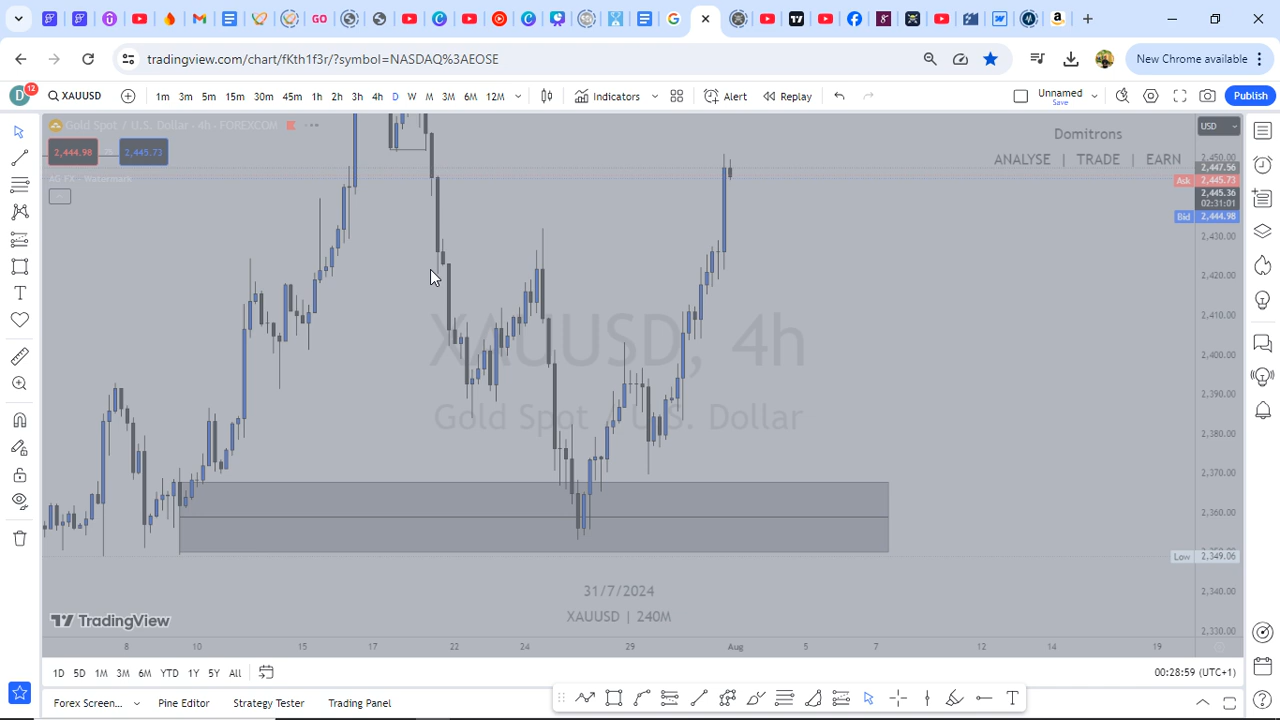 New Chrome available
tradingview.com/chart/fKth1f3r/?symbol=NASDAQ%3AEOSE
D 12 XAUUSD 1m 3m 5m 15m 30m 45m 1h 2h 3h 4h D W M 3M 6M 12M Indicators Alert Replay Unnamed Save Publish
Gold Spot / U.S. Dollar · 4h · FOREXCOM
USD
Domitrons
2,444.98 2,445.73
ANALYSE | TRADE | EARN
2,450.00
2,447.56
AG FX - Watermark
Ask 2,445.73
2,445.36
02:31:01
Bid 2,444.98
2,430.00
2,420.00
2,410.00
XAUUSD, 4h
2,400.00
2,390.00
Gold Spot / U.S. Dollar
2,380.00
2,370.00
2,360.00
Low 2,349.06
31/7/2024
2,340.00
XAUUSD | 240M
TradingView
2,330.00
8 10 15 17 22 24 29 Aug 5 7 12 14 19
1D 5D 1M 3M 6M YTD 1Y 5Y All
00:28:59 (UTC+1)
Forex Screen... Pine Editor Strategy Tester Trading Panel